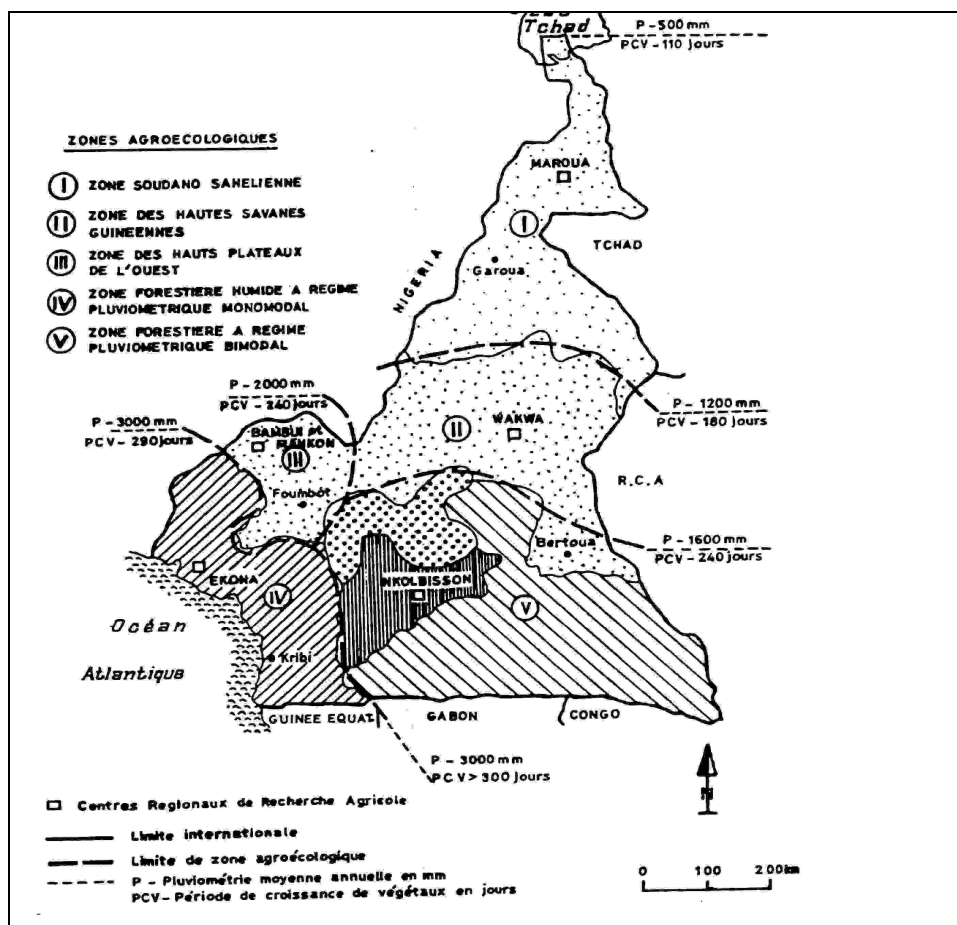 Tchad
P-500 mm
PCV-110 jours
ZONES AGROECOLOGIQUES
I ZONE SOUDANO SAHELIENNE
II ZONE DES HAUTES SAVANES
GUINEENNES
III ZONE DES HAUTS PLATEAUX
DE L'OUEST
IV ZONE FORESTIERE HUMIDE A REGIME
PLUVIOMETRIQUE MONOMODAL
V ZONE FORESTIERE A REGIME
PLUVIOMETRIQUE BIMODAL
MAROUA
I
TCHAD
NIGERIA
Garoua
P-2000 mm
PCV-240 jours
P-3000 mm
PCV-290 jours
P-1200 mm
PCV-180 jours
BAMBUI et
MANKON
III
II
WAKWA
R.C.A
Foumbot
P-1600 mm
PCV-240 jours
Bertoua
EKONA
NKOLBISSON
IV
V
Océan
Atlantique
Kribi
GUINEE EQUAT
GABON
CONGO
P-3000 mm
PCV>300 jours
N
Centres Regionaux de Recherche Agricole
Limite internationale
Limite de zone agroécologique
P-Pluviométrie moyenne annuelle en mm
PCV-Période de croissance de végétaux en jours
0 100 200km